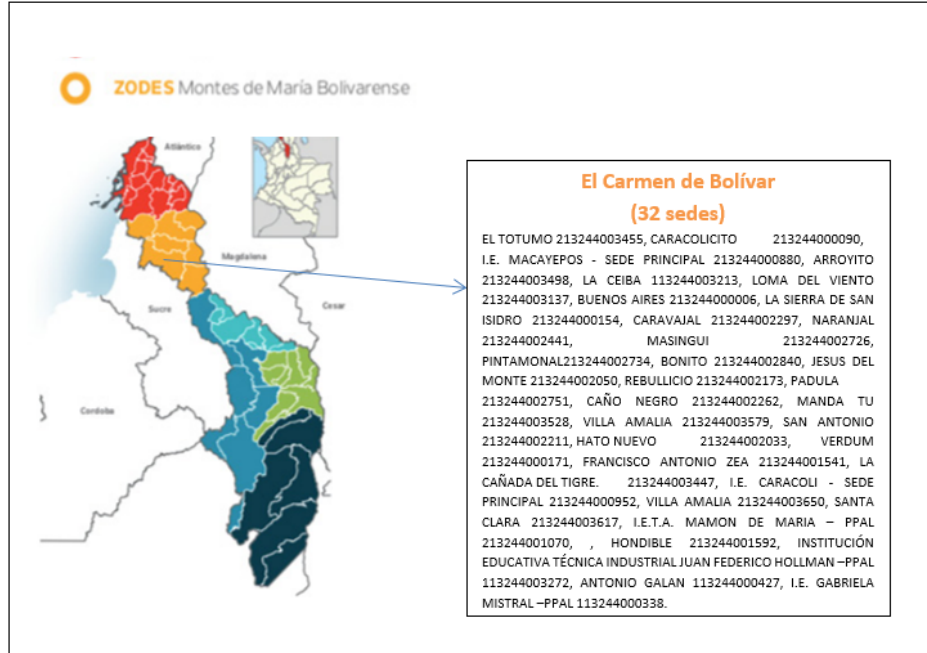 ZODES Montes de María Bolivarense
Atlántico
Magdalena
Cesar
Sucre
Cordoba
El Carmen de Bolívar
(32 sedes)
EL TOTUMO 213244003455, CARACOLICITO 213244000090,
I.E. MACAYEPOS - SEDE PRINCIPAL 213244000880, ARROYITO
213244003498, LA CEIBA 113244003213, LOMA DEL VIENTO
213244003137, BUENOS AIRES 213244000006, LA SIERRA DE SAN
ISIDRO 213244000154, CARAVAJAL 213244002297, NARANJAL
213244002441, MASINGUI 213244002726,
PINTAMONAL213244002734, BONITO 213244002840, JESUS DEL
MONTE 213244002050, REBULLICIO 213244002173, PADULA
213244002751, CAÑO NEGRO 213244002262, MANDA TU
213244003528, VILLA AMALIA 213244003579, SAN ANTONIO
213244002211, HATO NUEVO 213244002033, VERDUM
213244000171, FRANCISCO ANTONIO ZEA 213244001541, LA
CAÑADA DEL TIGRE. 213244003447, I.E. CARACOLI - SEDE
PRINCIPAL 213244000952, VILLA AMALIA 213244003650, SANTA
CLARA 213244003617, I.E.T.A. MAMON DE MARIA – PPAL
213244001070, , HONDIBLE 213244001592, INSTITUCIÓN
EDUCATIVA TÉCNICA INDUSTRIAL JUAN FEDERICO HOLLMAN –PPAL
113244003272, ANTONIO GALAN 113244000427, I.E. GABRIELA
MISTRAL –PPAL 113244000338.